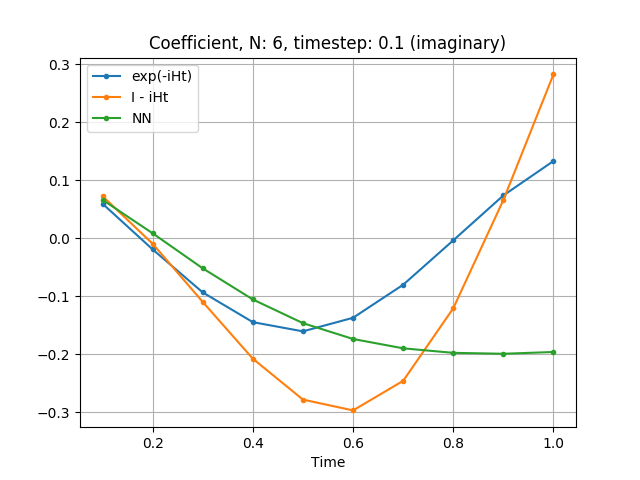 Coefficient, N: 6, timestep: 0.1 (imaginary)
exp(-iHt)
I - iHt
NN
0.3
0.2
0.1
0.0
−0.1
−0.2
−0.3
0.2 0.4 0.6 0.8 1.0
Time